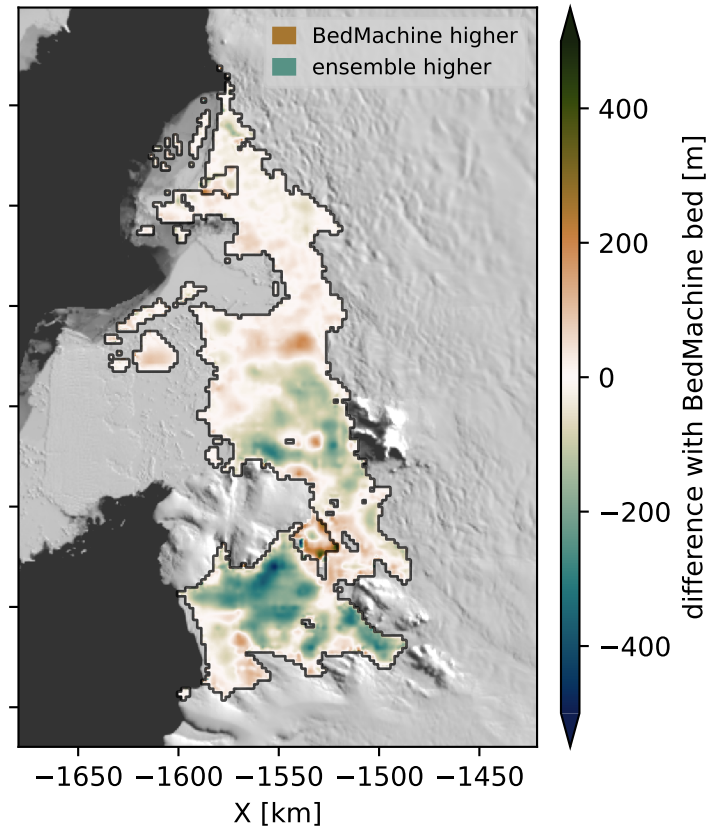 BedMachine higher
ensemble higher
400
200
0
−200
−400
difference with BedMachine bed [m]
−1650 −1600 −1550 −1500 −1450
X [km]